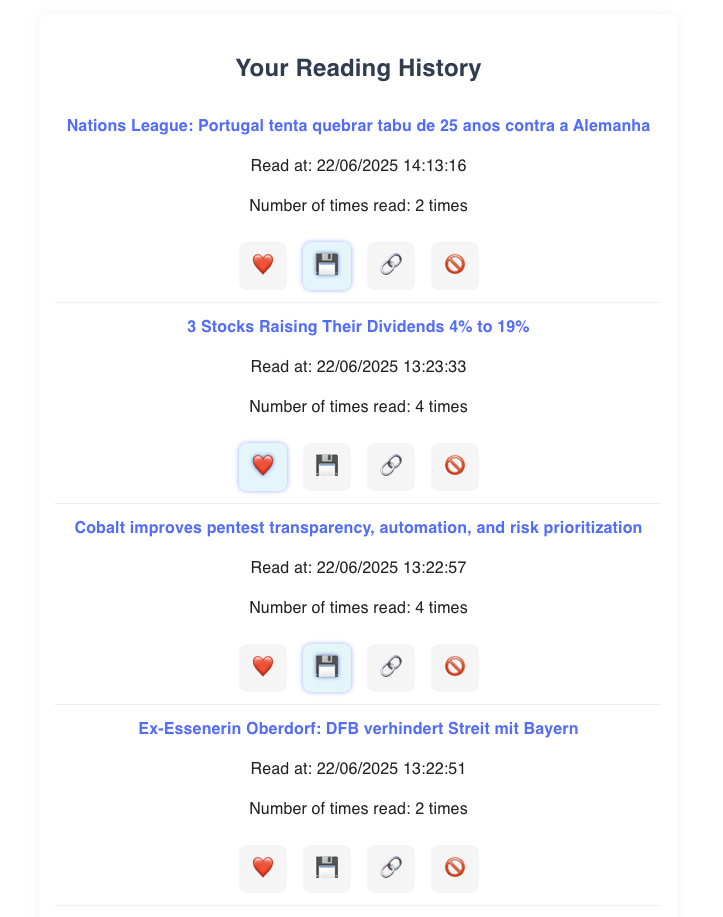 Your Reading History
Nations League: Portugal tenta quebrar tabu de 25 anos contra a Alemanha
Read at: 22/06/2025 14:13:16
Number of times read: 2 times
3 Stocks Raising Their Dividends 4% to 19%
Read at: 22/06/2025 13:23:33
Number of times read: 4 times
Cobalt improves pentest transparency, automation, and risk prioritization
Read at: 22/06/2025 13:22:57
Number of times read: 4 times
Ex-Essenerin Oberdorf: DFB verhindert Streit mit Bayern
Read at: 22/06/2025 13:22:51
Number of times read: 2 times